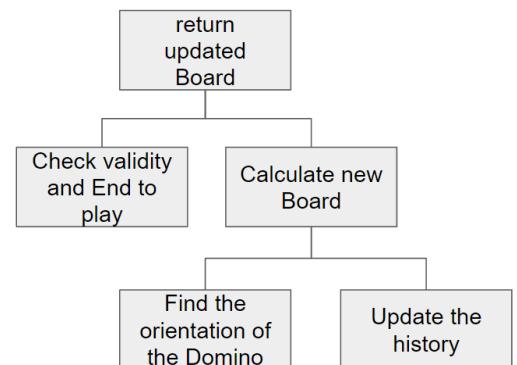 return
updated
Board
Check validity
and End to
play
Calculate new
Board
Find the
orientation of
the Domino
Update the
history